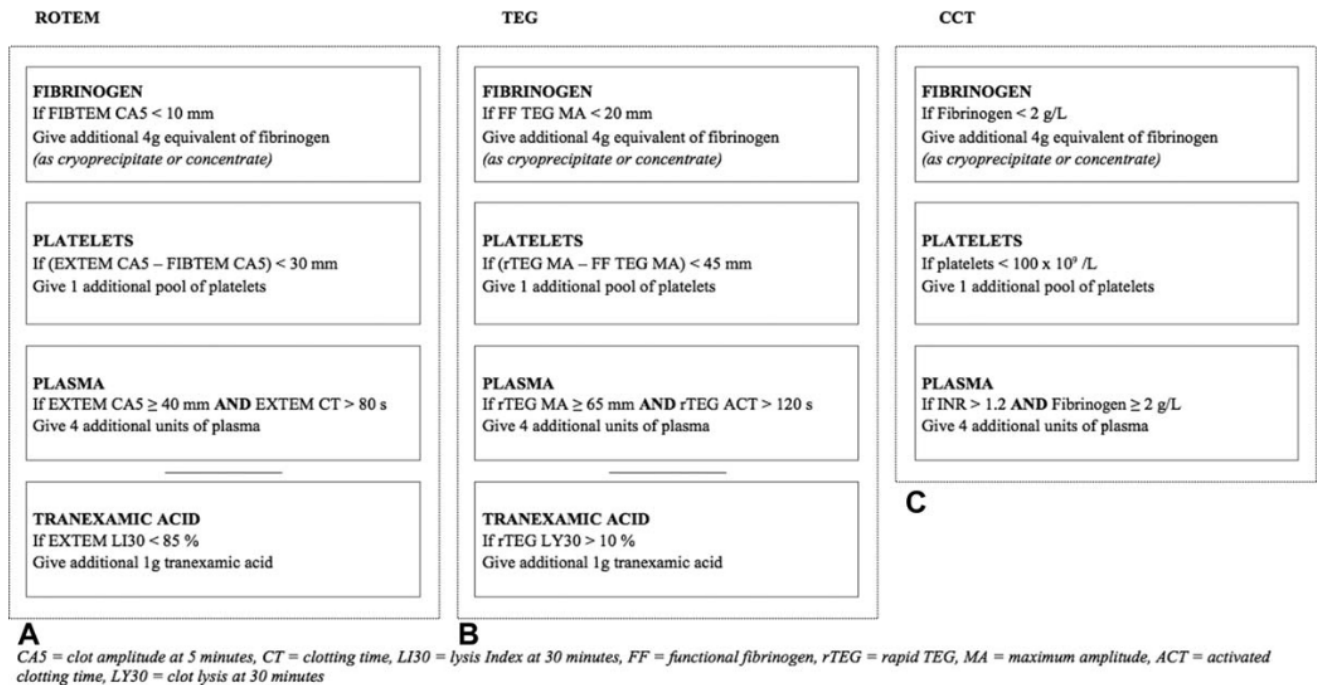 ROTEM
FIBRINOGEN
If FIBTEM CA5 < 10 mm
Give additional 4g equivalent of fibrinogen
(as cryoprecipitate or concentrate)
PLATELETS
If (EXTEM CA5 – FIBTEM CA5) < 30 mm
Give 1 additional pool of platelets
PLASMA
If EXTEM CA5 ≥ 40 mm AND EXTEM CT > 80 s
Give 4 additional units of plasma
TRANEXAMIC ACID
If EXTEM LI30 < 85 %
Give additional 1g tranexamic acid
A
TEG
FIBRINOGEN
If FF TEG MA < 20 mm
Give additional 4g equivalent of fibrinogen
(as cryoprecipitate or concentrate)
PLATELETS
If (rTEG MA – FF TEG MA) < 45 mm
Give 1 additional pool of platelets
PLASMA
If rTEG MA ≥ 65 mm AND rTEG ACT > 120 s
Give 4 additional units of plasma
TRANEXAMIC ACID
If rTEG LY30 > 10 %
Give additional 1g tranexamic acid
B
CCT
FIBRINOGEN
If Fibrinogen < 2 g/L
Give additional 4g equivalent of fibrinogen
(as cryoprecipitate or concentrate)
PLATELETS
If platelets < 100 x 10⁹ /L
Give 1 additional pool of platelets
PLASMA
If INR > 1.2 AND Fibrinogen ≥ 2 g/L
Give 4 additional units of plasma
C
CA5 = clot amplitude at 5 minutes, CT = clotting time, LI30 = lysis Index at 30 minutes, FF = functional fibrinogen, rTEG = rapid TEG, MA = maximum amplitude, ACT = activated
clotting time, LY30 = clot lysis at 30 minutes